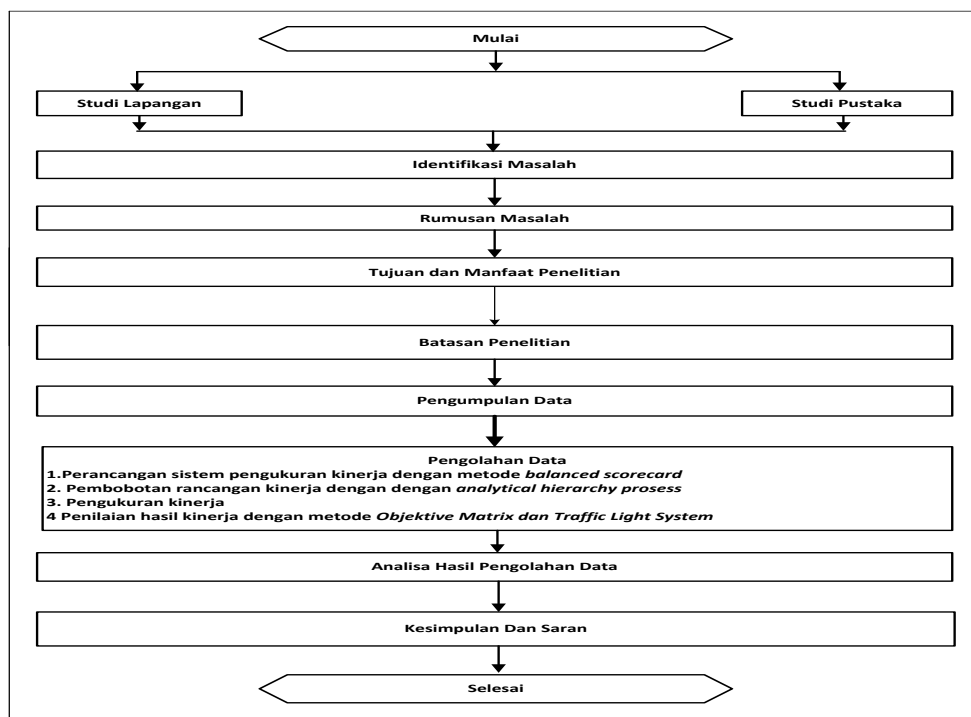 Mulai
Studi Lapangan
Studi Pustaka
Identifikasi Masalah
Rumusan Masalah
Tujuan dan Manfaat Penelitian
Batasan Penelitian
Pengumpulan Data
Pengolahan Data
1.Perancangan sistem pengukuran kinerja dengan metode balanced scorecard
2. Pembobotan rancangan kinerja dengan dengan analytical hierarchy prosess
3. Pengukuran kinerja
4 Penilaian hasil kinerja dengan metode Objektive Matrix dan Traffic Light System
Analisa Hasil Pengolahan Data
Kesimpulan Dan Saran
Selesai